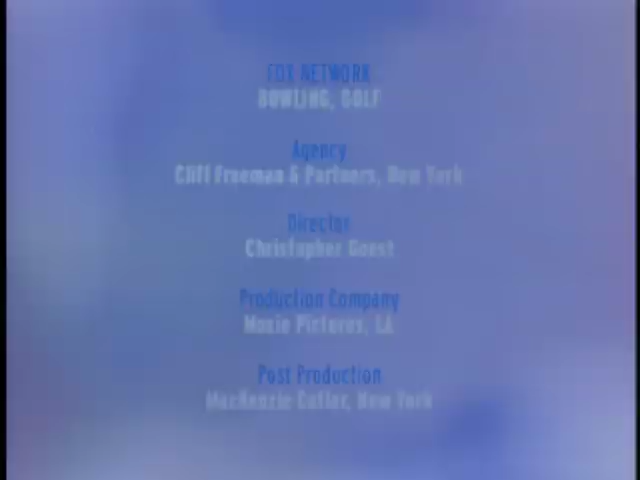 FOX NETWORK
BOWLING, GOLF
Agency
Cliff Freeman & Partners, New York
Director
Christopher Guest
Production Company
Moxie Pictures, LA
Post Production
MacKenzie Cutler, New York